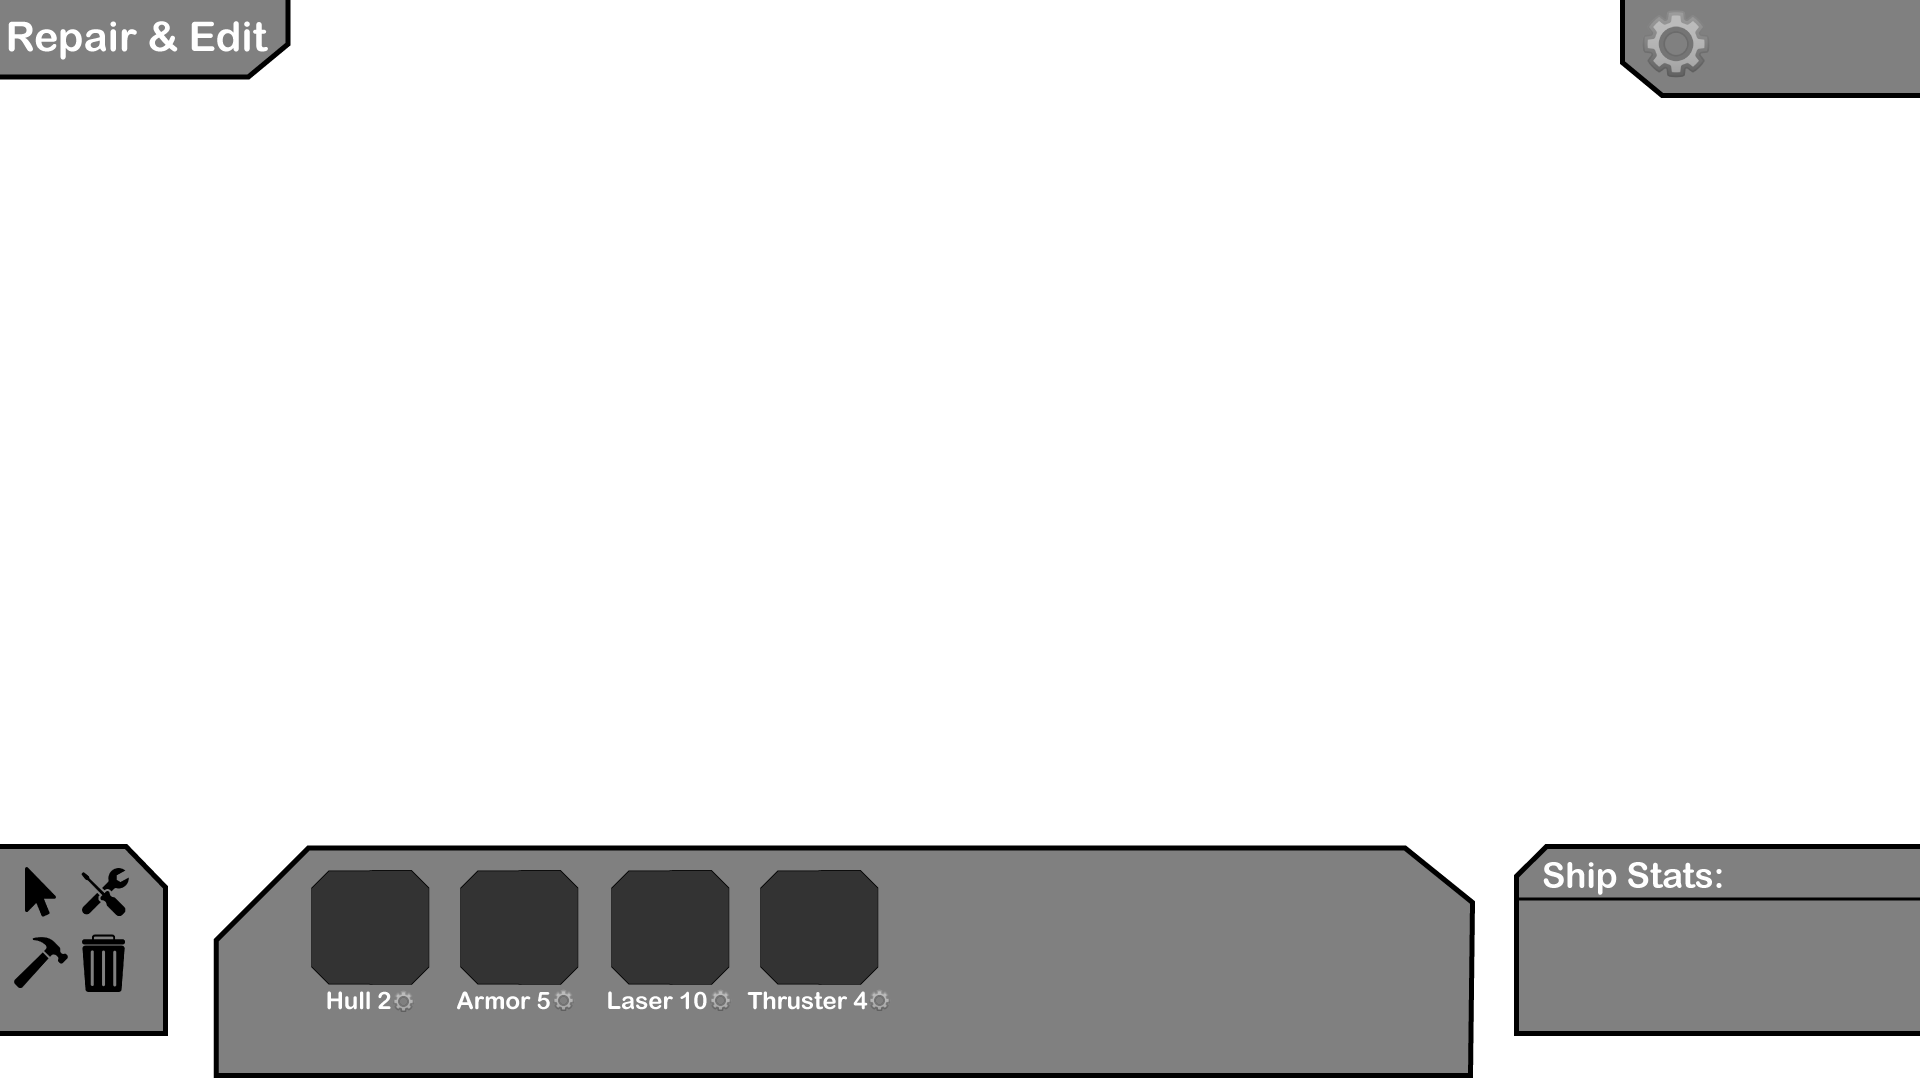 Repair & Edit
Hull 2
Armor 5
Laser 10
Thruster 4
Ship Stats: